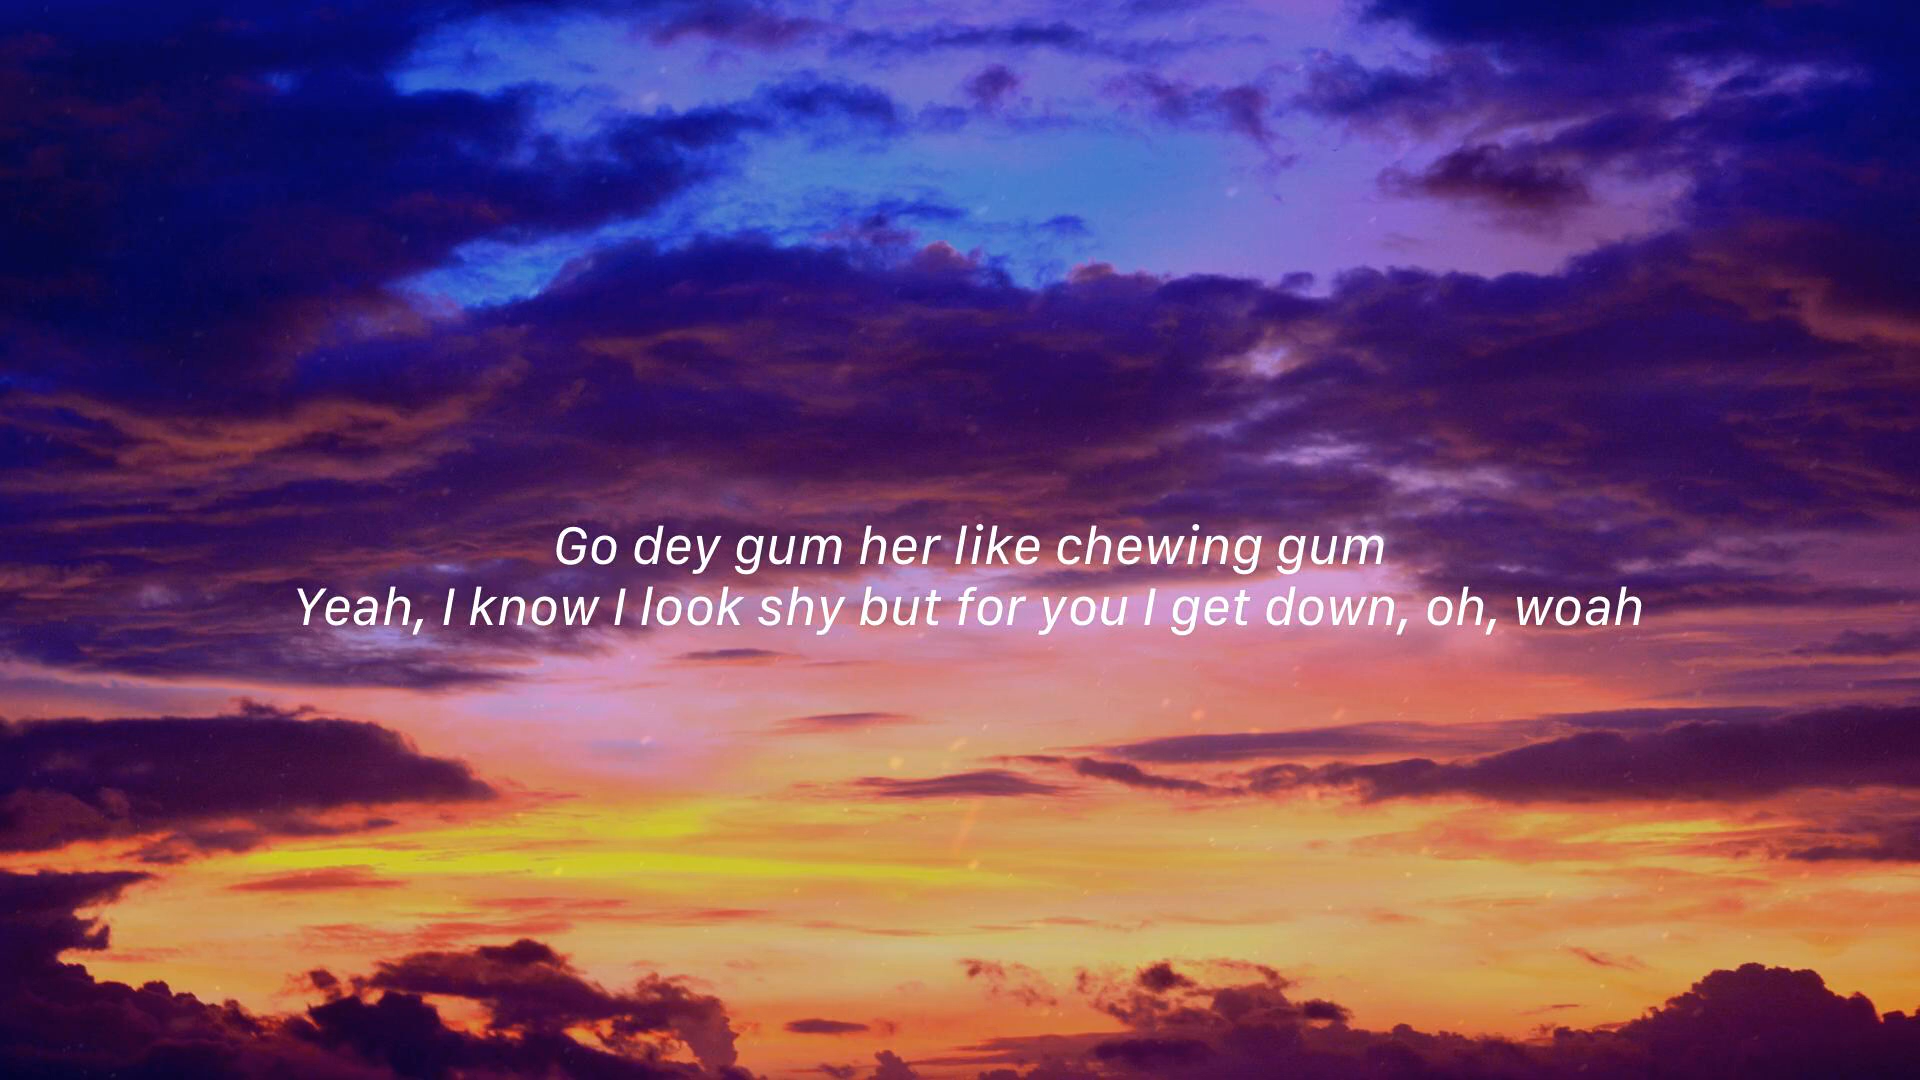 Go dey gum her like chewing gum
Yeah, I know I look shy but for you I get down, oh, woah